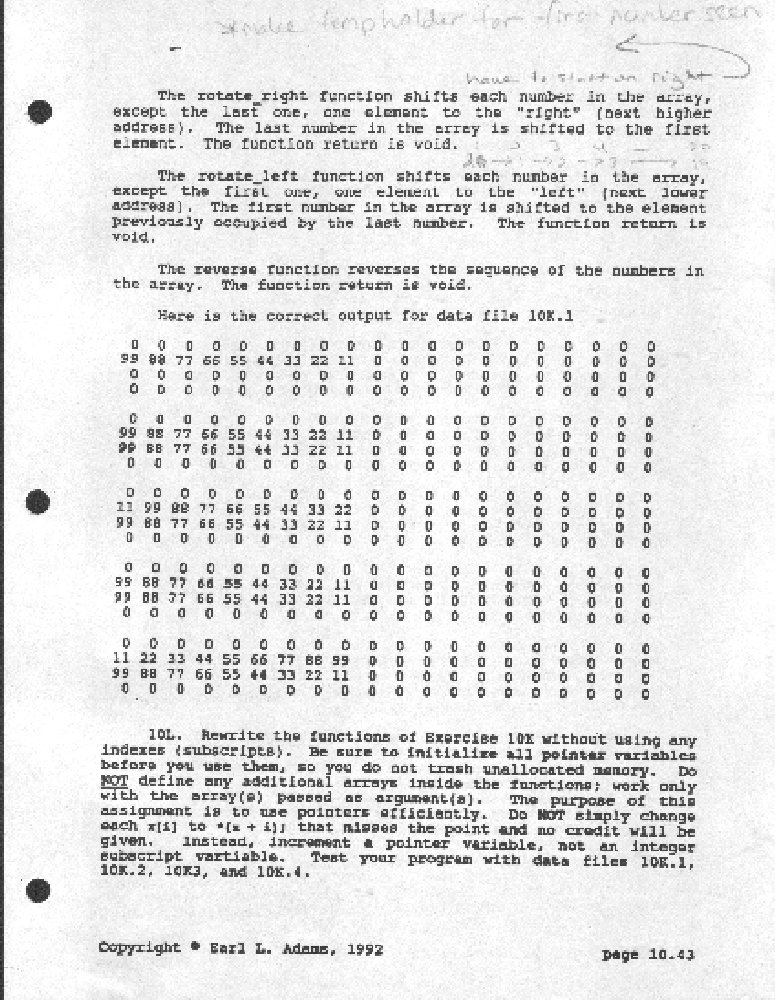 make temp holder for first number seen
have to start on right
The rotate_right function shifts each number in the array,
except the last one, one element to the "right" (next higher
address). The last number in the array is shifted to the first
element. The function return is void.
The rotate_left function shifts each number in the array,
except the first one, one element to the "left" (next lower
address). The first number in the array is shifted to the element
previously occupied by the last number. The function return is
void.
The reverse function reverses the sequence of the numbers in
the array. The function return is void.
Here is the correct output for data file 10K.1
0 0 0 0 0 0 0 0 0 0 0 0 0 0 0 0 0 0 0 0
99 88 77 66 55 44 33 22 11 0 0 0 0 0 0 0 0 0 0 0
0 0 0 0 0 0 0 0 0 0 0 0 0 0 0 0 0 0 0 0
0 0 0 0 0 0 0 0 0 0 0 0 0 0 0 0 0 0 0 0
0 0 0 0 0 0 0 0 0 0 0 0 0 0 0 0 0 0 0 0
99 88 77 66 55 44 33 22 11 0 0 0 0 0 0 0 0 0 0 0
99 88 77 66 55 44 33 22 11 0 0 0 0 0 0 0 0 0 0 0
0 0 0 0 0 0 0 0 0 0 0 0 0 0 0 0 0 0 0 0
0 0 0 0 0 0 0 0 0 0 0 0 0 0 0 0 0 0 0 0
11 99 88 77 66 55 44 33 22 0 0 0 0 0 0 0 0 0 0 0
99 88 77 66 55 44 33 22 11 0 0 0 0 0 0 0 0 0 0 0
0 0 0 0 0 0 0 0 0 0 0 0 0 0 0 0 0 0 0 0
0 0 0 0 0 0 0 0 0 0 0 0 0 0 0 0 0 0 0 0
99 88 77 66 55 44 33 22 11 0 0 0 0 0 0 0 0 0 0 0
99 88 77 66 55 44 33 22 11 0 0 0 0 0 0 0 0 0 0 0
0 0 0 0 0 0 0 0 0 0 0 0 0 0 0 0 0 0 0 0
0 0 0 0 0 0 0 0 0 0 0 0 0 0 0 0 0 0 0 0
11 22 33 44 55 66 77 88 99 0 0 0 0 0 0 0 0 0 0 0
99 88 77 66 55 44 33 22 11 0 0 0 0 0 0 0 0 0 0 0
0 0 0 0 0 0 0 0 0 0 0 0 0 0 0 0 0 0 0 0
10L. Rewrite the functions of Exercise 10K without using any
indexes (subscripts). Be sure to initialize all pointer variables
before you use them, so you do not trash unallocated memory. Do
NOT define any additional arrays inside the functions; work only
with the array(s) passed as argument(s). The purpose of this
assignment is to use pointers efficiently. Do NOT simply change
each x[i] to *(x + i); that misses the point and no credit will be
given. Instead, increment a pointer variable, not an integer
subscript vartiable. Test your program with data files 10K.1,
10K.2, 10K3, and 10K.4.
Copyright © Earl L. Adams, 1992
page 10.43